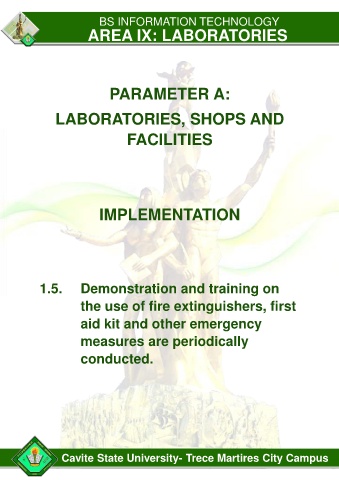 BS INFORMATION TECHNOLOGY
AREA IX: LABORATORIES
PARAMETER A:
LABORATORIES, SHOPS AND
FACILITIES
IMPLEMENTATION
1.5. Demonstration and training on
the use of fire extinguishers, first
aid kit and other emergency
measures are periodically
conducted.
Cavite State University- Trece Martires City Campus